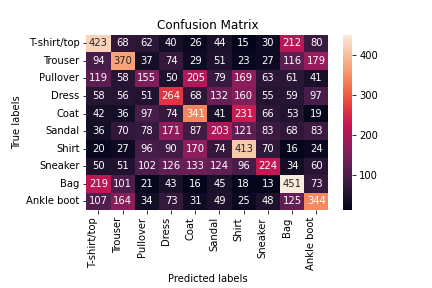 Confusion Matrix
T-shirt/top 423 68 62 40 26 44 15 30 212 80
Trouser 94 370 37 74 29 51 23 27 116 179
Pullover 119 58 155 50 205 79 169 63 61 41
Dress 58 56 51 264 68 132 160 55 59 97
Coat 42 36 97 74 341 41 231 66 53 19
Sandal 36 70 78 171 87 203 121 83 68 83
Shirt 20 27 96 90 170 74 413 70 16 24
Sneaker 50 51 102 126 133 124 96 224 34 60
Bag 219 101 21 43 16 45 18 13 451 73
Ankle boot 107 164 34 73 31 49 25 48 125 344
T-shirt/top Trouser Pullover Dress Coat Sandal Shirt Sneaker Bag Ankle boot
Predicted labels
True labels
400
300
200
100